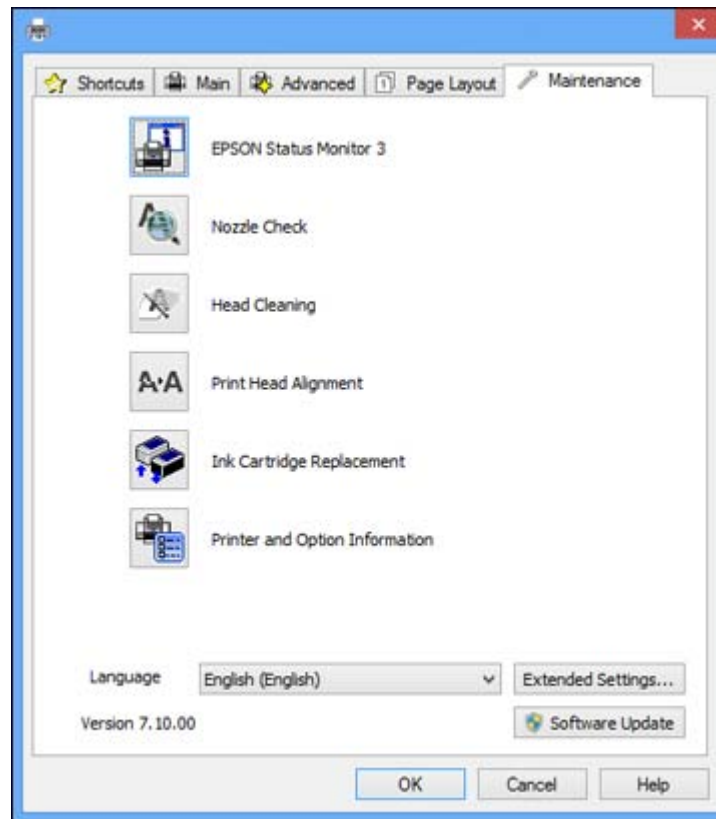 Shortcuts Main Advanced 1 Page Layout Maintenance
EPSON Status Monitor 3
Nozzle Check
Head Cleaning
A·A Print Head Alignment
Ink Cartridge Replacement
Printer and Option Information
Language English (English) Extended Settings...
Version 7.10.00 Software Update
OK Cancel Help